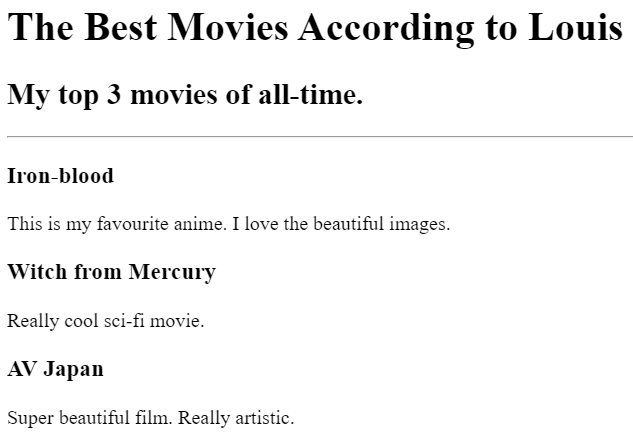 The Best Movies According to Louis
My top 3 movies of all-time.
Iron-blood
This is my favourite anime. I love the beautiful images.
Witch from Mercury
Really cool sci-fi movie.
AV Japan
Super beautiful film. Really artistic.